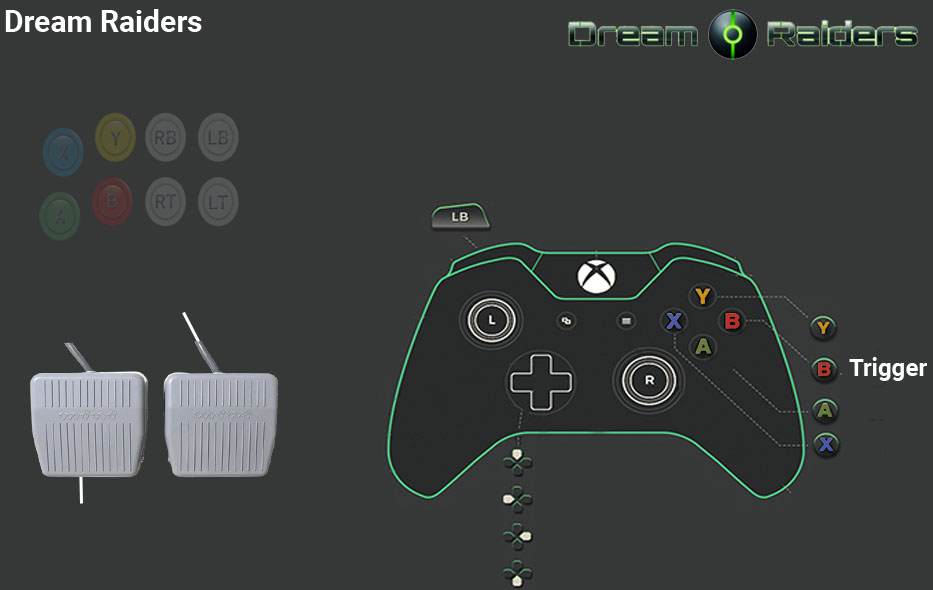 Dream Raiders
Dream Raiders
X Y RB LB
A B RT LT
LB
Y
L X B Y
A
R B Trigger
A
X